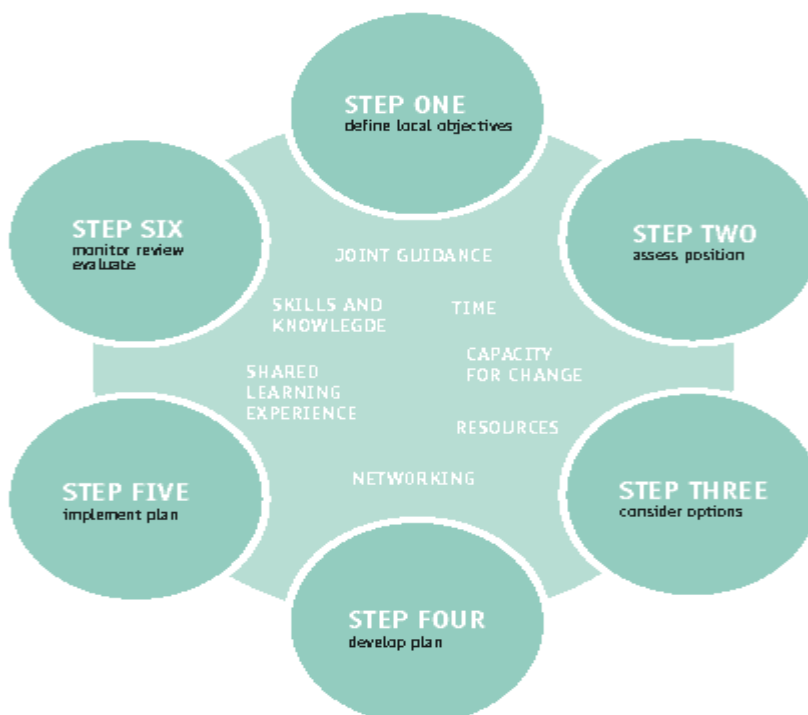 STEP ONE
define local objectives
STEP TWO
assess position
STEP THREE
consider options
STEP FOUR
develop plan
STEP FIVE
implement plan
STEP SIX
monitor review
evaluate
JOINT GUIDANCE
SKILLS AND
KNOWLEGDE
TIME
SHARED
LEARNING
EXPERIENCE
CAPACITY
FOR CHANGE
RESOURCES
NETWORKING